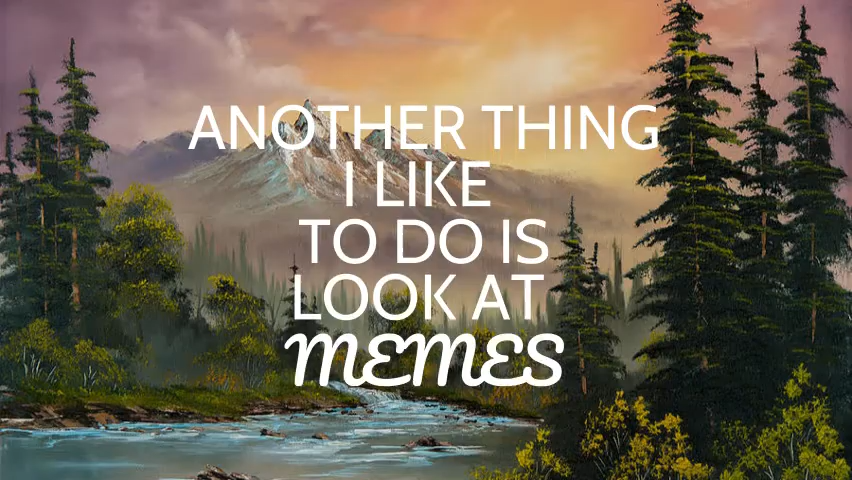 ANOTHER THING
I LIKE
TO DO IS
LOOK AT
MEMES